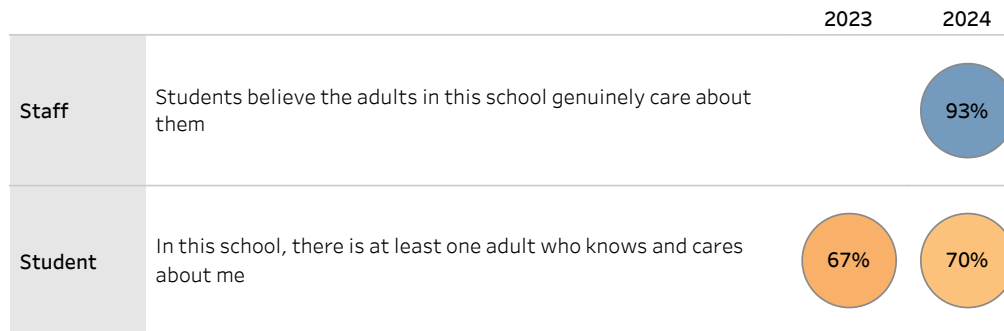 2023 2024
Staff
Students believe the adults in this school genuinely care about
them
93%
Student
In this school, there is at least one adult who knows and cares
about me
67% 70%